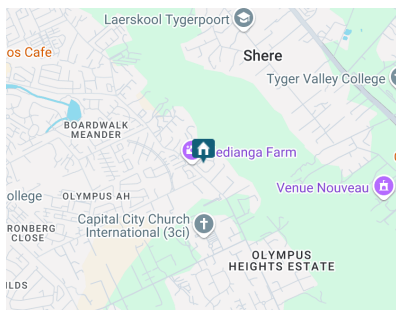 Laerskool Tygerpoort
Shere
os Cafe
Tyger Valley College
BOARDWALK
MEANDER
edianga Farm
Venue Nouveau
ollege
OLYMPUS AH
Capital City Church
International (3ci)
RONBERG
CLOSE
OLYMPUS
HEIGHTS ESTATE
ILDS